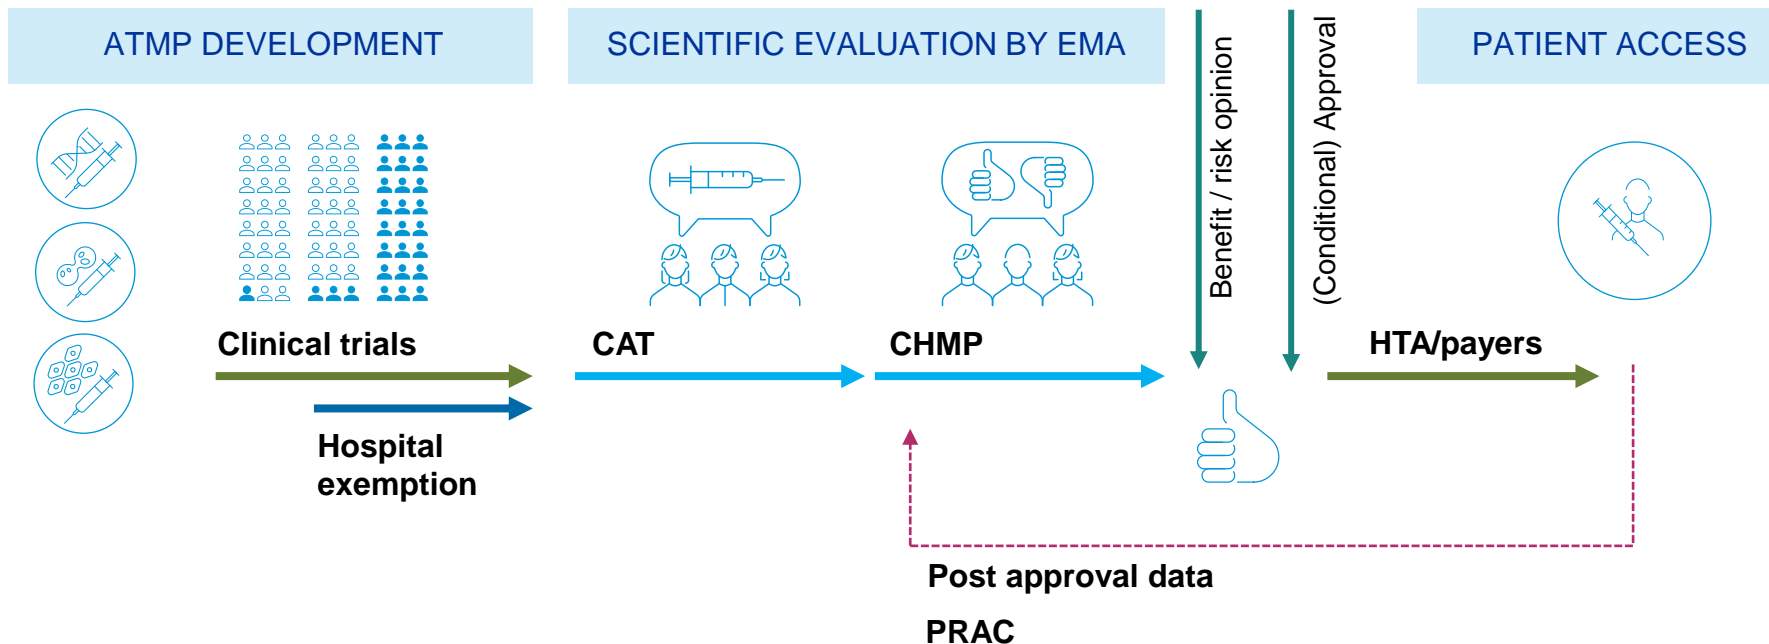 ATMP DEVELOPMENT
SCIENTIFIC EVALUATION BY EMA
Benefit / risk opinion
(Conditional) Approval
PATIENT ACCESS
Clinical trials
CAT
CHMP
HTA/payers
Hospital
exemption
Post approval data
PRAC